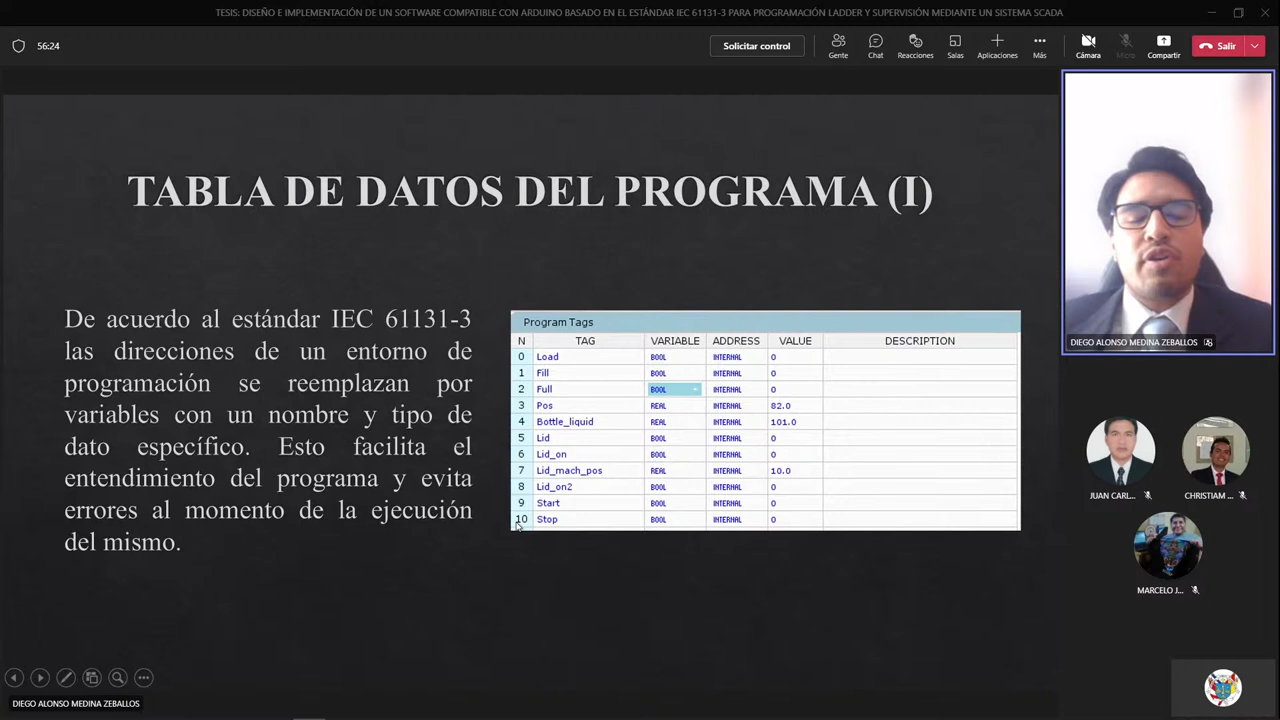 TESIS: DISEÑO E IMPLEMENTACIÓN DE UN SOFTWARE COMPATIBLE CON ARDUINO BASADO EN EL ESTÁNDAR IEC 61131-3 PARA PROGRAMACIÓN LADDER Y SUPERVISIÓN MEDIANTE UN SISTEMA SCADA
56:24
Solicitar control
Gente
Chat
Reacciones
Salas
Aplicaciones
Más
Cámara
Micro
Compartir
Salir
TABLA DE DATOS DEL PROGRAMA (I)
De acuerdo al estándar IEC 61131-3
las direcciones de un entorno de
programación se reemplazan por
variables con un nombre y tipo de
dato específico. Esto facilita el
entendimiento del programa y evita
errores al momento de la ejecución
del mismo.
Program Tags
N TAG VARIABLE ADDRESS VALUE DESCRIPTION
0 Load BOOL INTERNAL 0
1 Fill BOOL INTERNAL 0
2 Full BOOL INTERNAL 0
3 Pos REAL INTERNAL 82.0
4 Bottle_liquid REAL INTERNAL 101.0
5 Lid BOOL INTERNAL 0
6 Lid_on BOOL INTERNAL 0
7 Lid_mach_pos REAL INTERNAL 10.0
8 Lid_on2 BOOL INTERNAL 0
9 Start BOOL INTERNAL 0
10 Stop BOOL INTERNAL 0
DIEGO ALONSO MEDINA ZEBALLOS
JUAN CARL...
CHRISTIAM ...
MARCELO J...
DIEGO ALONSO MEDINA ZEBALLOS